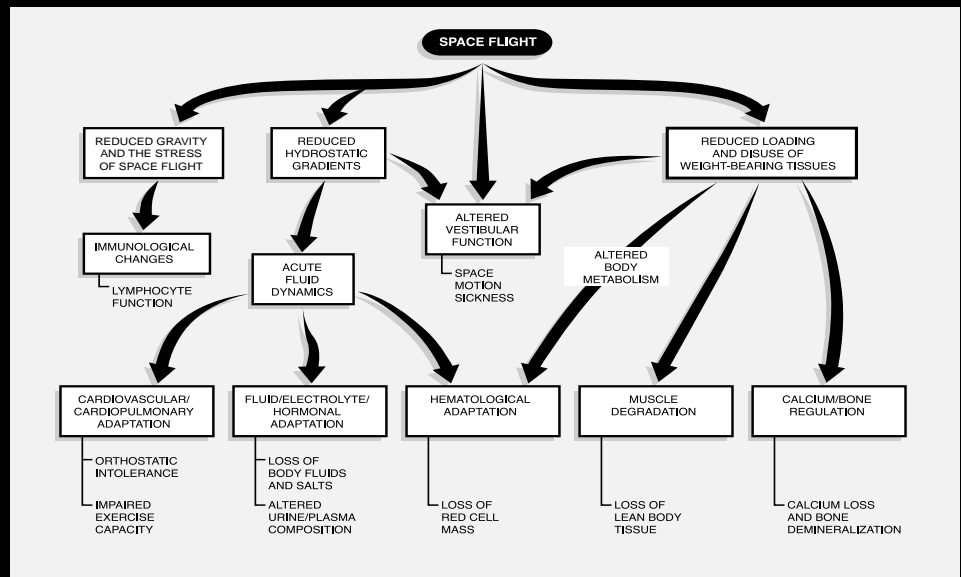 SPACE FLIGHT
REDUCED GRAVITY
AND THE STRESS
OF SPACE FLIGHT
REDUCED
HYDROSTATIC
GRADIENTS
REDUCED LOADING
AND DISUSE OF
WEIGHT-BEARING TISSUES
IMMUNOLOGICAL
CHANGES
LYMPHOCYTE
FUNCTION
ACUTE
FLUID
DYNAMICS
ALTERED
VESTIBULAR
FUNCTION
SPACE
MOTION
SICKNESS
ALTERED
BODY
METABOLISM
CARDIOVASCULAR/
CARDIOPULMONARY
ADAPTATION
ORTHOSTATIC
INTOLERANCE
IMPAIRED
EXERCISE
CAPACITY
FLUID/ELECTROLYTE/
HORMONAL
ADAPTATION
LOSS OF
BODY FLUIDS
AND SALTS
ALTERED
URINE/PLASMA
COMPOSITION
HEMATOLOGICAL
ADAPTATION
LOSS OF
RED CELL
MASS
MUSCLE
DEGRADATION
LOSS OF
LEAN BODY
TISSUE
CALCIUM/BONE
REGULATION
CALCIUM LOSS
AND BONE
DEMINERALIZATION